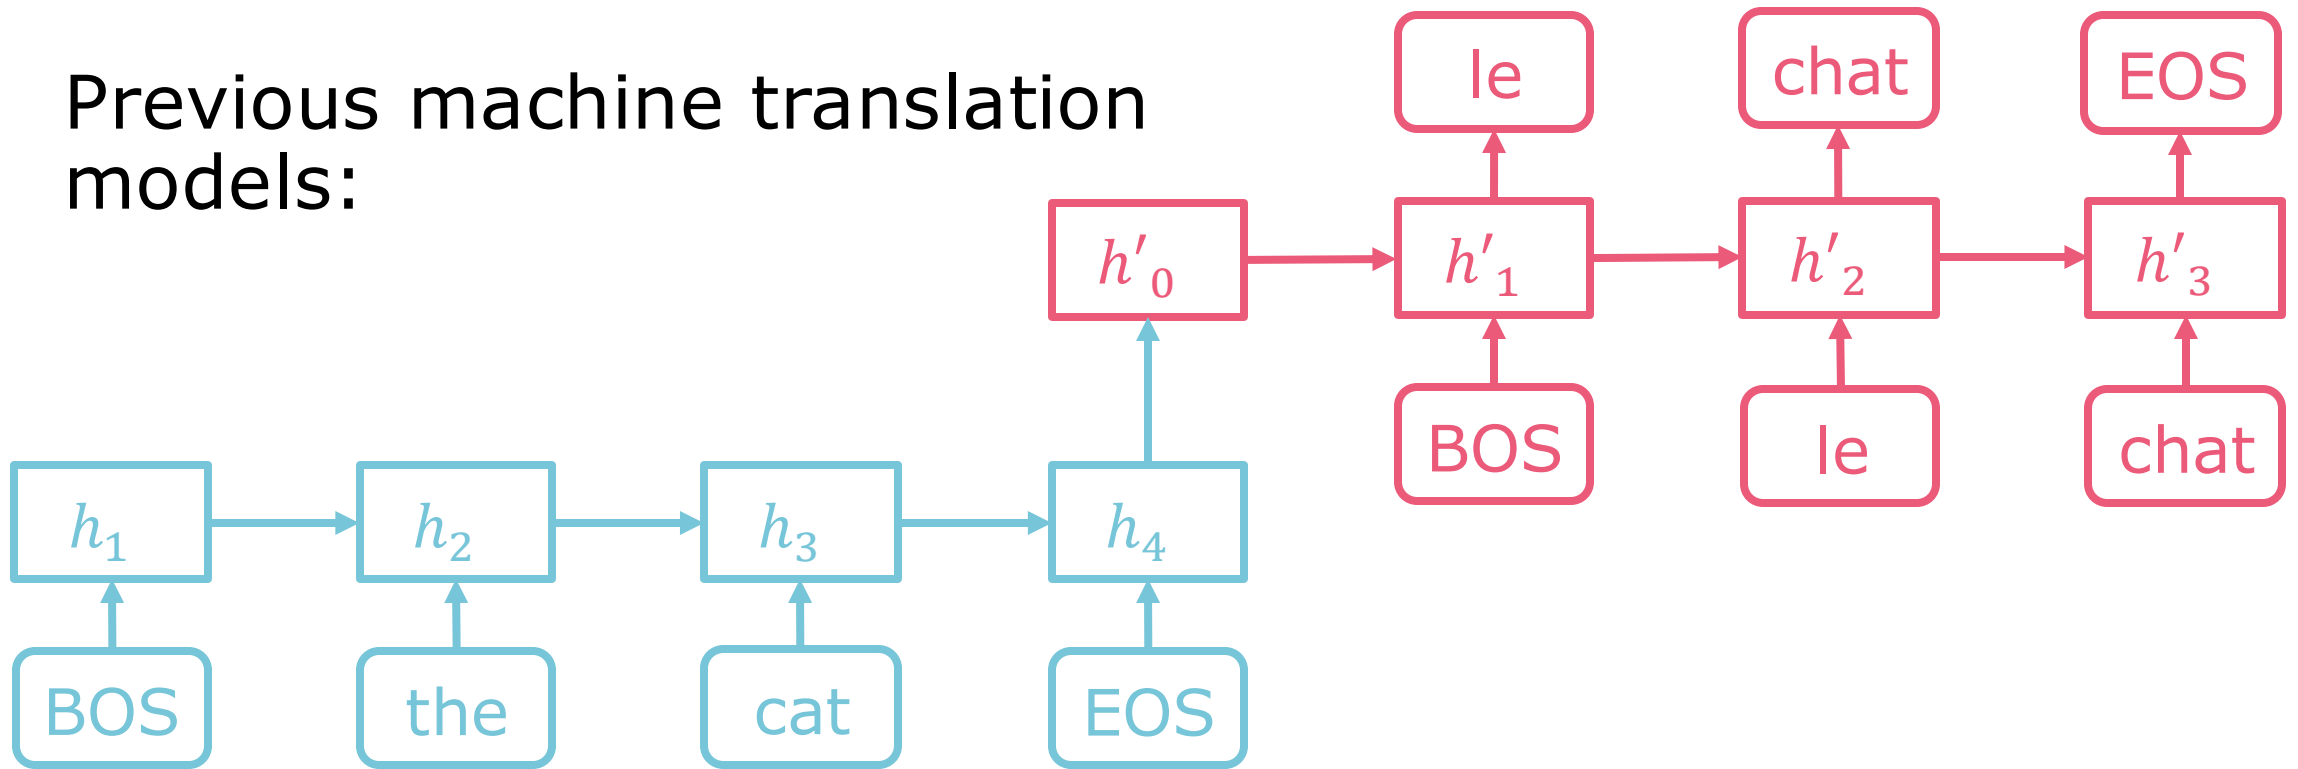 Previous machine translation
models:
le chat EOS
h'₀ h'₁ h'₂ h'₃
BOS le chat
h₁ h₂ h₃ h₄
BOS the cat EOS